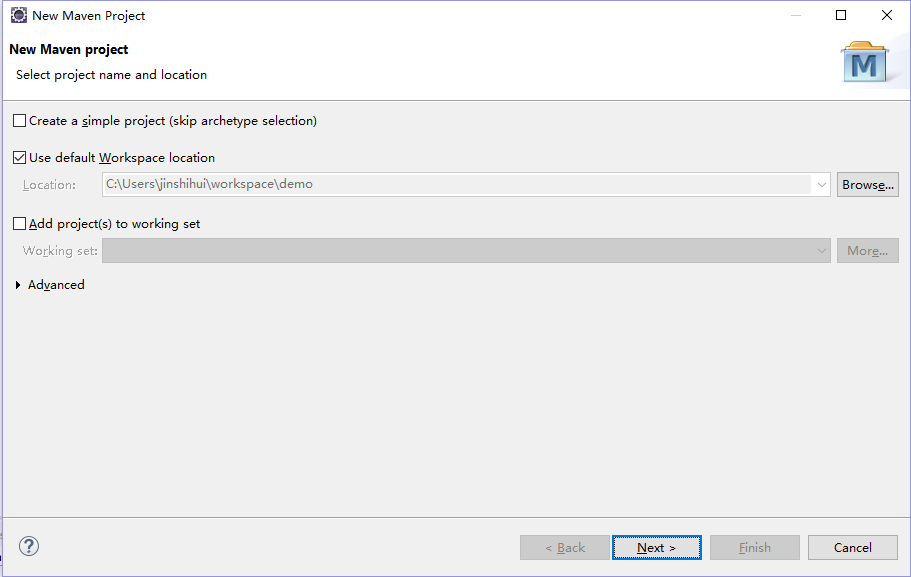 New Maven Project
New Maven project
Select project name and location
M
Create a simple project (skip archetype selection)
Use default Workspace location
Location: C:\Users\jinshihui\workspace\demo Browse...
Add project(s) to working set
Working set: More...
Advanced
? < Back Next > Finish Cancel